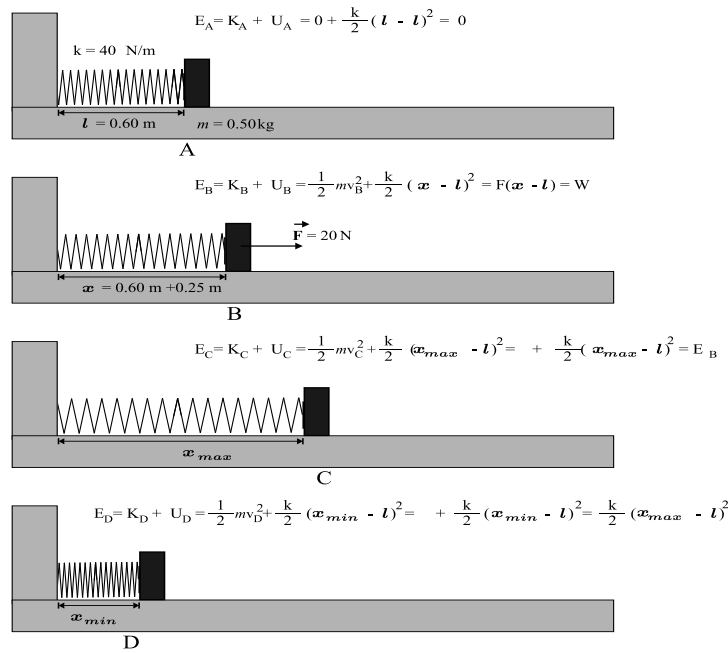 E_A= K_A + U_A = 0 + k/2 (l - l)^2 = 0
k = 40 N/m
l = 0.60 m
m = 0.50kg
A
E_B= K_B + U_B = 1/2 mv_B^2 + k/2 (x - l)^2 = F(x - l) = W
F = 20 N
x = 0.60 m +0.25 m
B
E_C= K_C + U_C = 1/2 mv_C^2 + k/2 (x_max - l)^2 = + k/2 (x_max - l)^2 = E_B
x_max
C
E_D= K_D + U_D = 1/2 mv_D^2 + k/2 (x_min - l)^2 = + k/2 (x_min - l)^2 = k/2 (x_max - l)^2
x_min
D